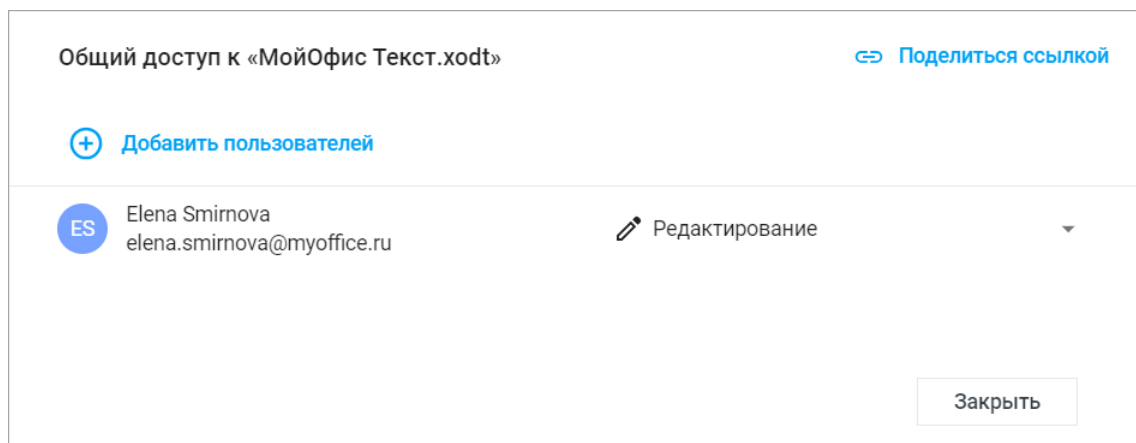 Общий доступ к «МойОфис Текст.xodt»
Поделиться ссылкой
Добавить пользователей
ES
Elena Smirnova
elena.smirnova@myoffice.ru
Редактирование
Закрыть